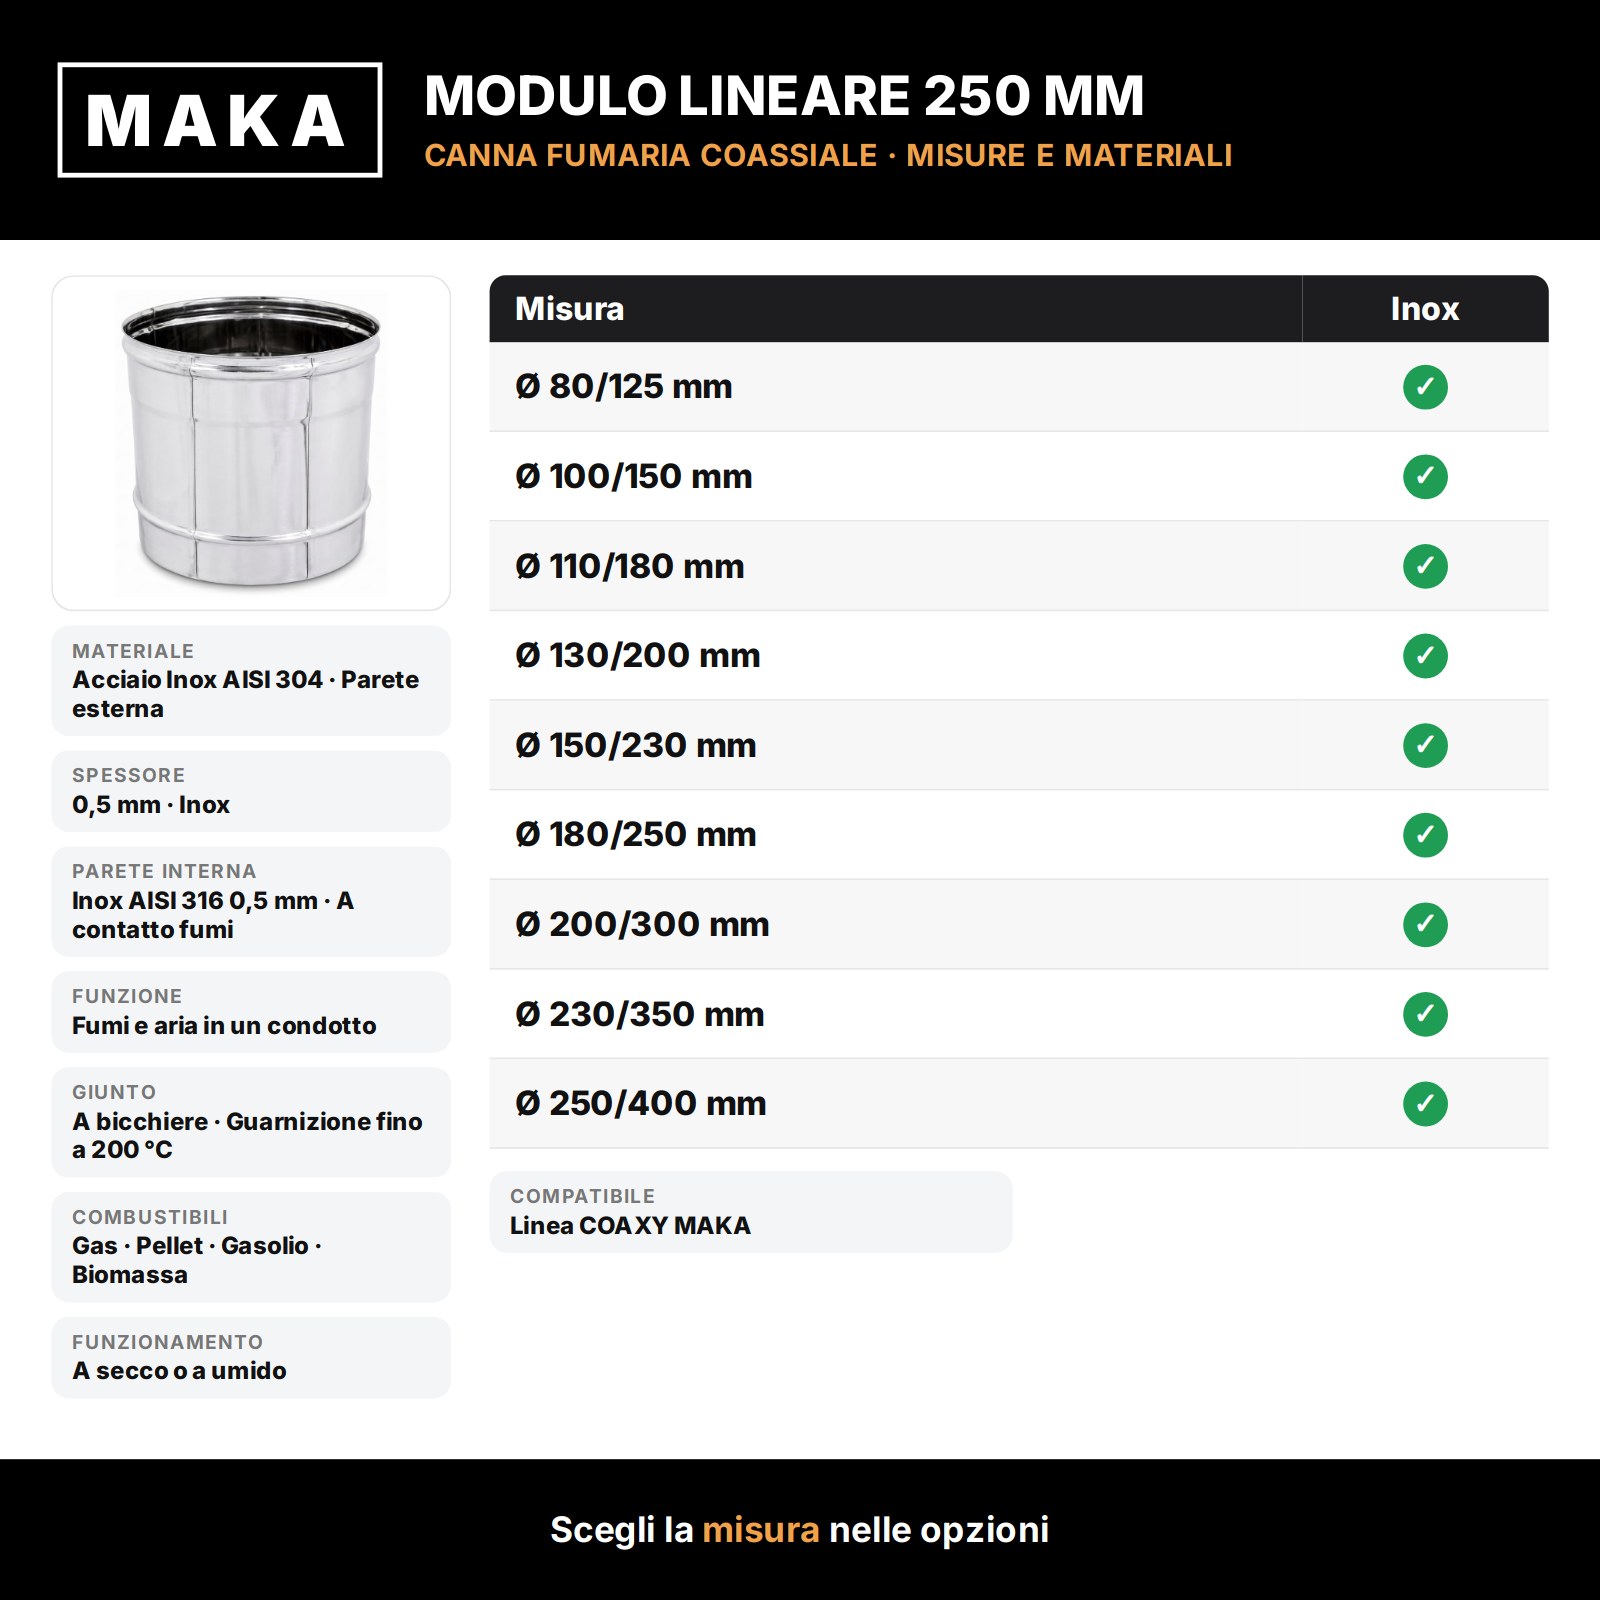 MAKA
MODULO LINEARE 250 MM
CANNA FUMARIA COASSIALE · MISURE E MATERIALI
MATERIALE
Acciaio Inox AISI 304 · Parete
esterna
SPESSORE
0,5 mm · Inox
PARETE INTERNA
Inox AISI 316 0,5 mm · A
contatto fumi
FUNZIONE
Fumi e aria in un condotto
GIUNTO
A bicchiere · Guarnizione fino
a 200 °C
COMBUSTIBILI
Gas · Pellet · Gasolio ·
Biomassa
FUNZIONAMENTO
A secco o a umido
Misura Inox
Ø 80/125 mm ✓
Ø 100/150 mm ✓
Ø 110/180 mm ✓
Ø 130/200 mm ✓
Ø 150/230 mm ✓
Ø 180/250 mm ✓
Ø 200/300 mm ✓
Ø 230/350 mm ✓
Ø 250/400 mm ✓
COMPATIBILE
Linea COAXY MAKA
Scegli la misura nelle opzioni